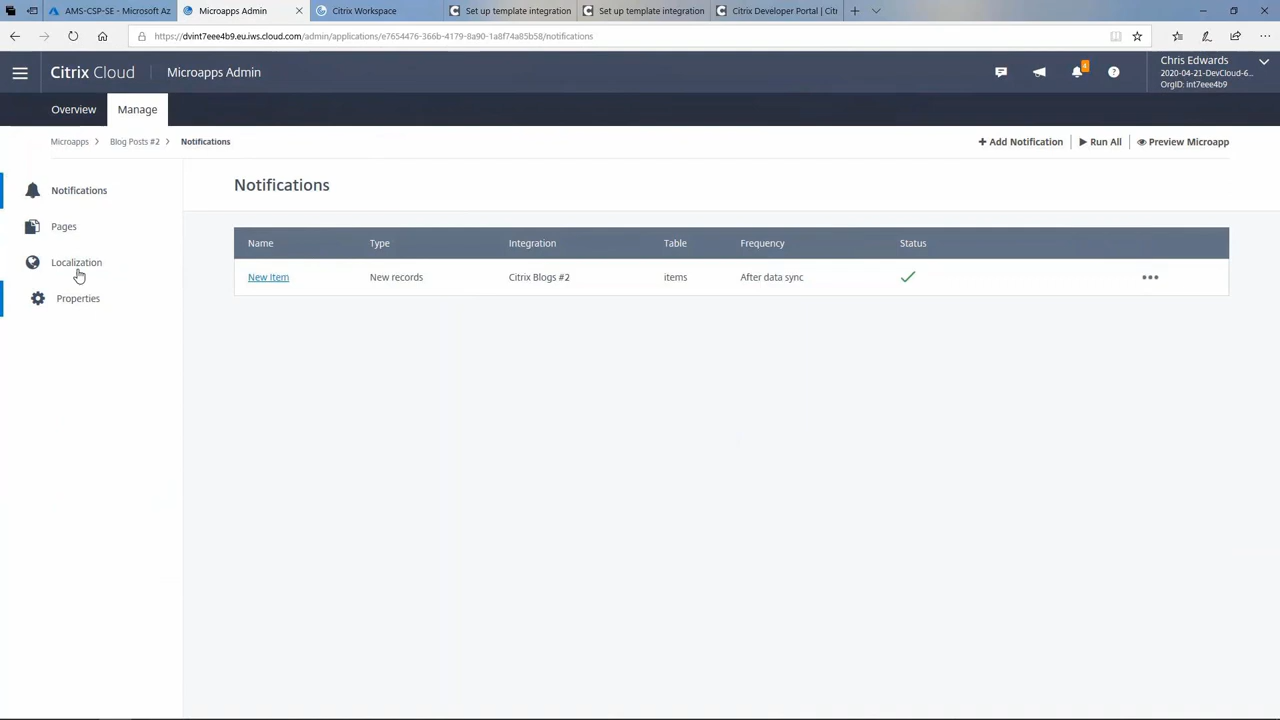 AMS-CSP-SE - Microsoft Az
Microapps Admin
Citrix Workspace
Set up template integration
Set up template integration
Citrix Developer Portal | Cit
https://dvint7eee4b9.eu.iws.cloud.com/admin/applications/e7654476-366b-4179-8a90-1a8f74a85b58/notifications
Citrix Cloud
Microapps Admin
4
Chris Edwards
2020-04-21-DevCloud-6...
OrgID: int7eee4b9
Overview
Manage
Microapps > Blog Posts #2 > Notifications
+ Add Notification
Run All
Preview Microapp
Notifications
Pages
Localization
Properties
Notifications
Name Type Integration Table Frequency Status
New Item New records Citrix Blogs #2 items After data sync